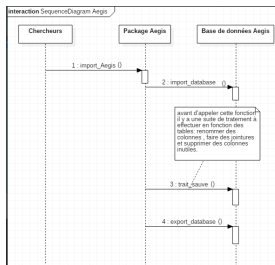 interaction SequenceDiagram Aegis
Chercheurs
Package Aegis
Base de données Aegis
1 : import_Aegis ()
2 : import_database ()
avant d'appeler cette fonction
il y a une suite de traitement à
effectuer en fonction des
tables: renommer des
colonnes , faire des jointures
et supprimer des colonnes
inutiles.
3 : trait_sauve ()
4 : export_database ()